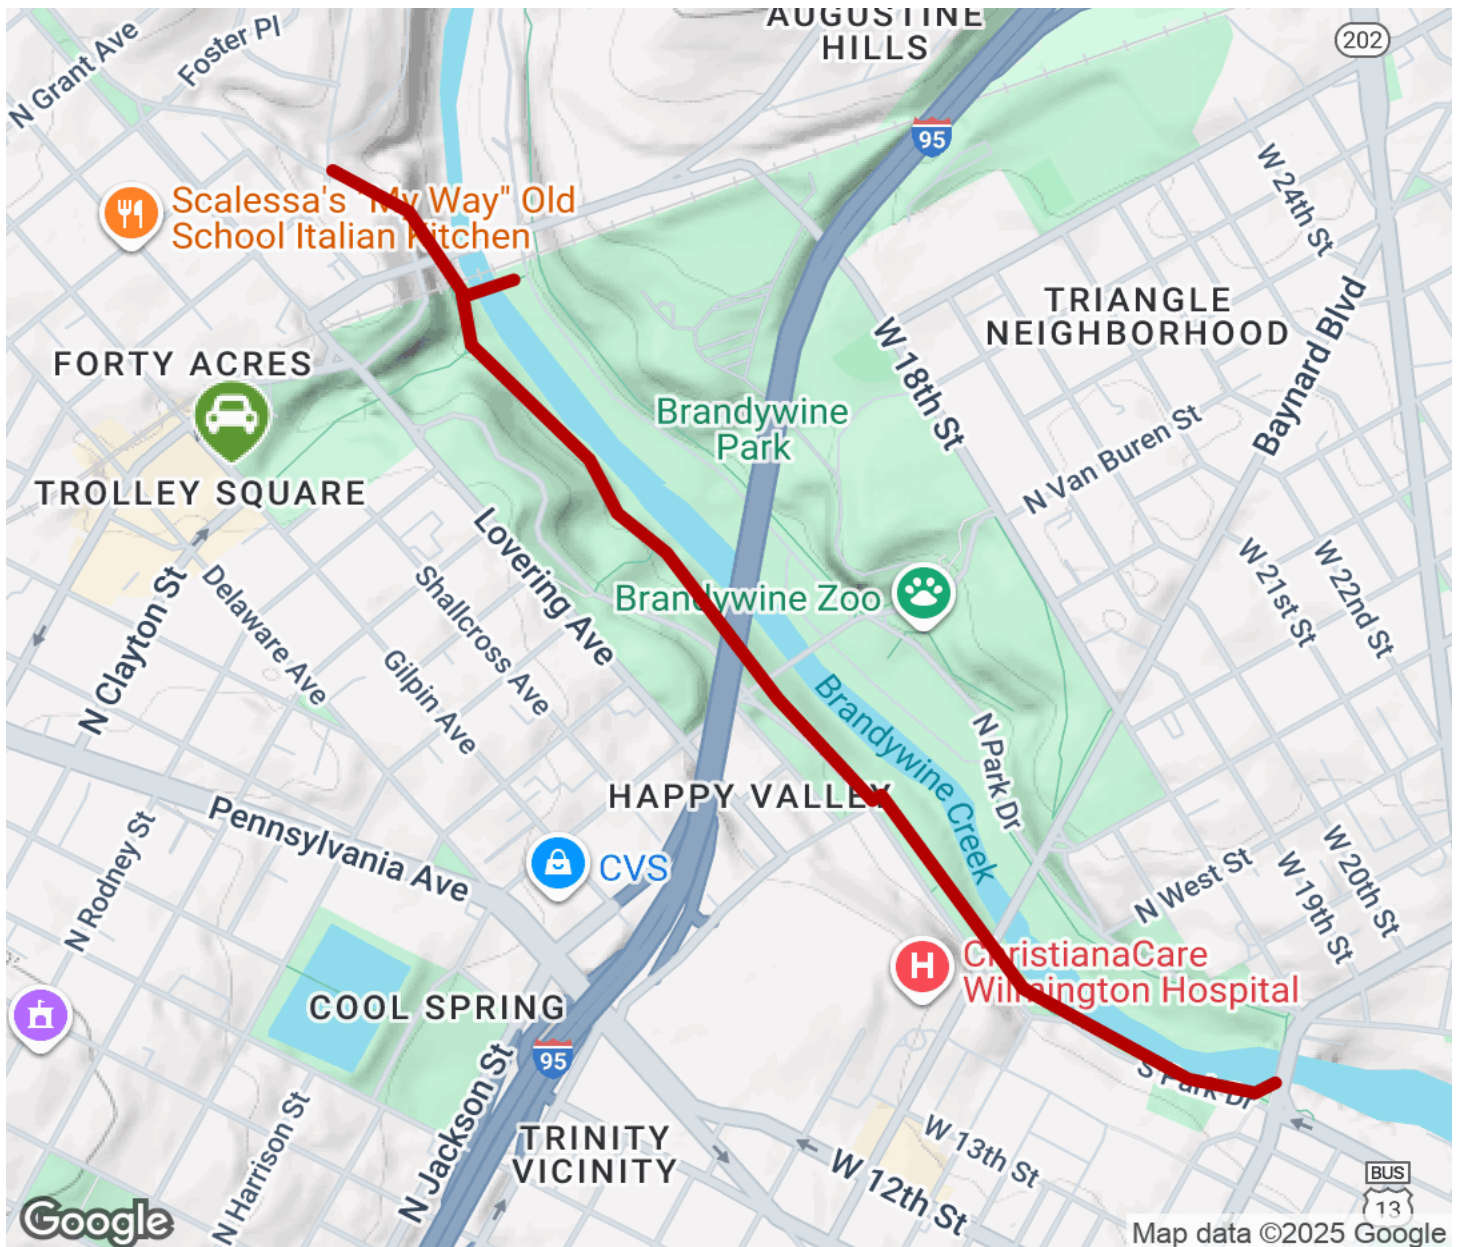 AUGUSTINE
HILLS
202
N Grant Ave
Foster Pl
95
W 24th St
Scalessa's "My Way" Old
School Italian Kitchen
TRIANGLE
NEIGHBORHOOD
Baynard Blvd
W 18th St
FORTY ACRES
Brandywine
Park
N Van Buren St
TROLLEY SQUARE
Lovering Ave
W 21st St
W 22nd St
Shallcross Ave
Delaware Ave
N Clayton St
Brandywine Zoo
Gilpin Ave
Brandywine Creek
N Park Dr
HAPPY VALLEY
Pennsylvania Ave
CVS
N Rodney St
N West St
W 20th St
W 19th St
H
ChristianaCare
Wilmington Hospital
COOL SPRING
95
N Jackson St
S Park Dr
N Harrison St
TRINITY
VICINITY
W 13th St
W 12th St
BUS
13
Google
Map data ©2025 Google